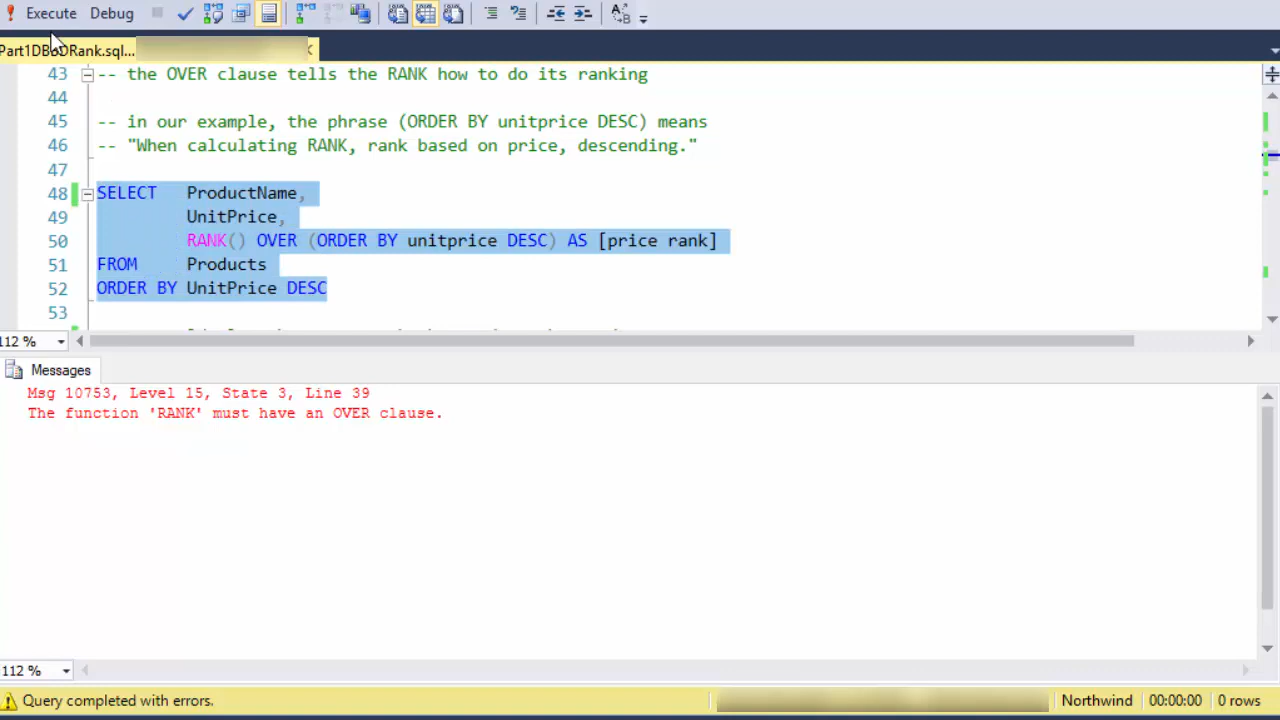 Execute Debug
Part1DB
DRank.sql...
43 -- the OVER clause tells the RANK how to do its ranking
44
45 -- in our example, the phrase (ORDER BY unitprice DESC) means
46 -- "When calculating RANK, rank based on price, descending."
47
48 SELECT ProductName,
49 UnitPrice,
50 RANK() OVER (ORDER BY unitprice DESC) AS [price rank]
51 FROM Products
52 ORDER BY UnitPrice DESC
53
112 %
Messages
Msg 10753, Level 15, State 3, Line 39
The function 'RANK' must have an OVER clause.
112 %
Query completed with errors. Northwind 00:00:00 0 rows